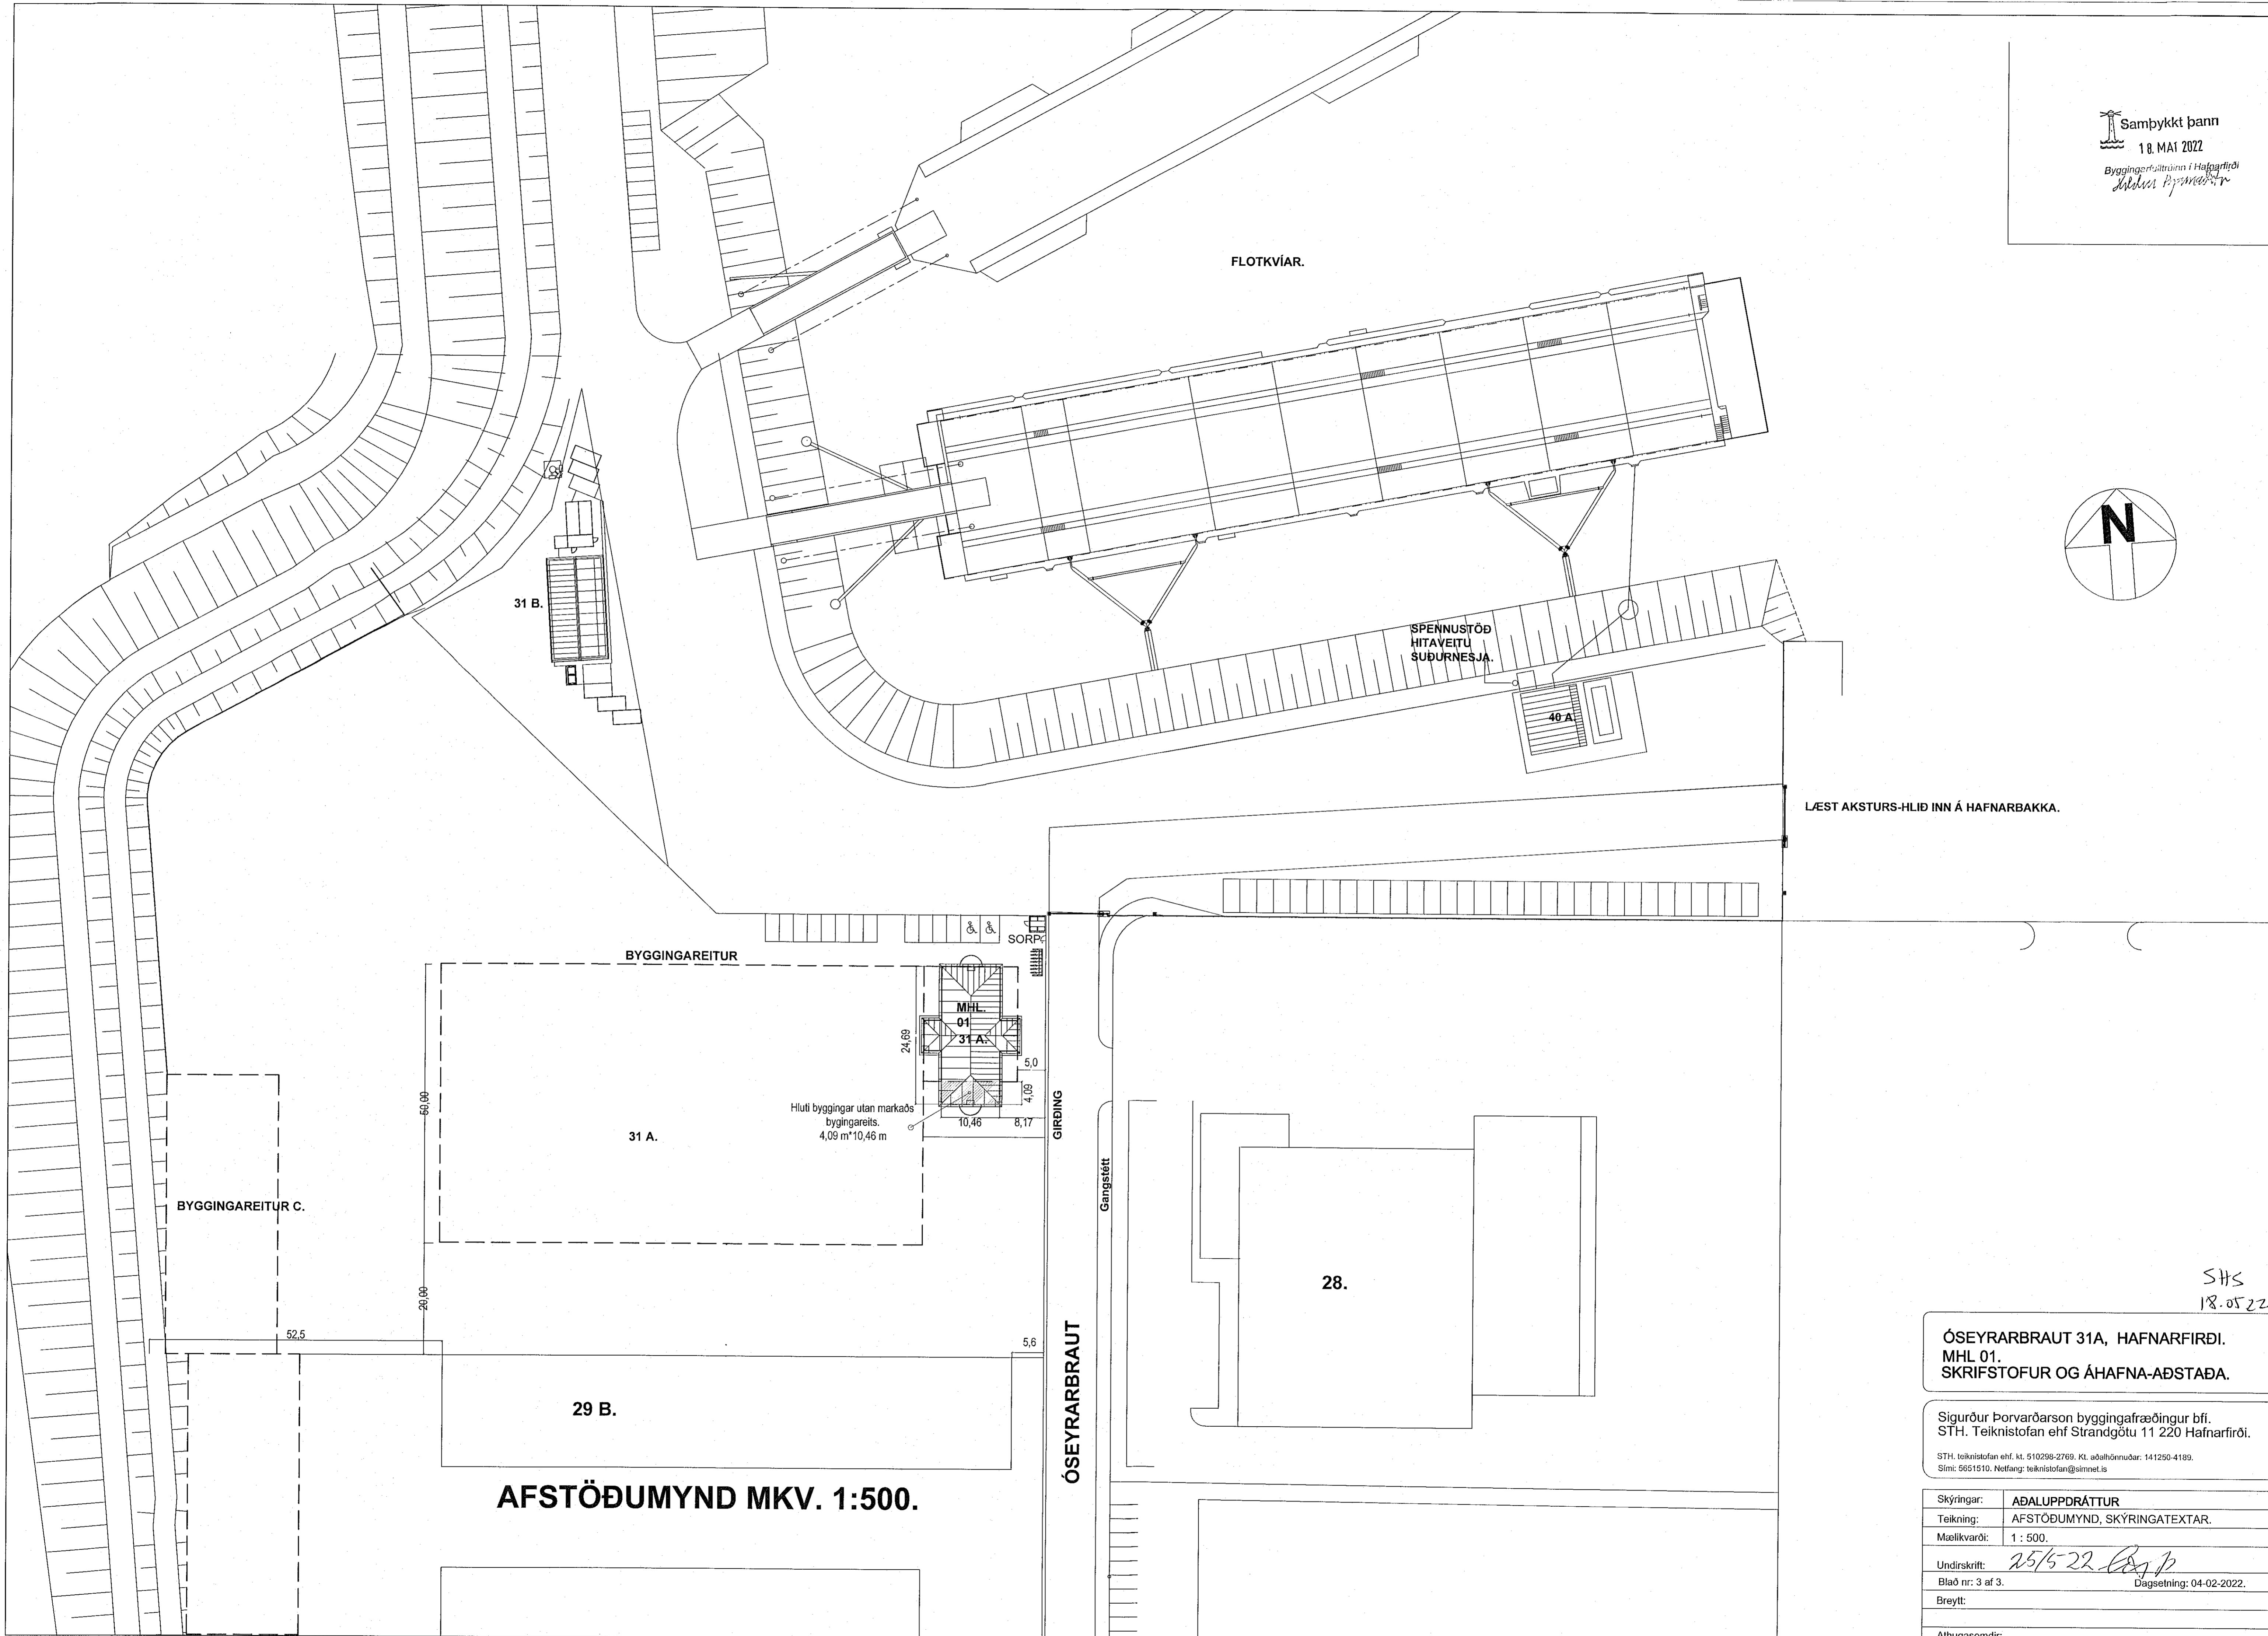 Samþykkt þann
18. MAI 2022
Byggingarfulltrúinn í Hafnarfirði
FLOTKVÍAR.
N
31 B.
SPENNUSTÖÐ
HITAVEITU
SUÐURNESJA.
40 A.
LÆST AKSTURS-HLIÐ INN Á HAFNARBAKKA.
SORP
BYGGINGAREITUR
MHL.
01
31 A.
24,69
5,0
4,09
10,46
8,17
Hluti byggingar utan markaðs
bygingareits.
4,09 m*10,46 m
50,00
31 A.
GIRÐING
Gangstétt
BYGGINGAREITUR C.
20,00
28.
52,5
5,6
29 B.
ÓSEYRARBRAUT
AFSTÖÐUMYND MKV. 1:500.
SHS
18.05 22
ÓSEYRARBRAUT 31A, HAFNARFIRÐI.
MHL 01.
SKRIFSTOFUR OG ÁHAFNA-AÐSTAÐA.
Sigurður Þorvarðarson byggingafræðingur bfí.
STH. Teiknistofan ehf Strandgötu 11 220 Hafnarfirði.
STH. teiknistofan ehf. kt. 510298-2769. Kt. aðalhönnuðar: 141250-4189.
Sími: 5651510. Netfang: teiknistofan@simnet.is
Skýringar: AÐALUPPDRÁTTUR
Teikning: AFSTÖÐUMYND, SKÝRINGATEXTAR.
Mælikvarði: 1 : 500.
Undirskrift: 25/5-22
Blað nr: 3 af 3. Dagsetning: 04-02-2022.
Breytt:
Athugasemdir: